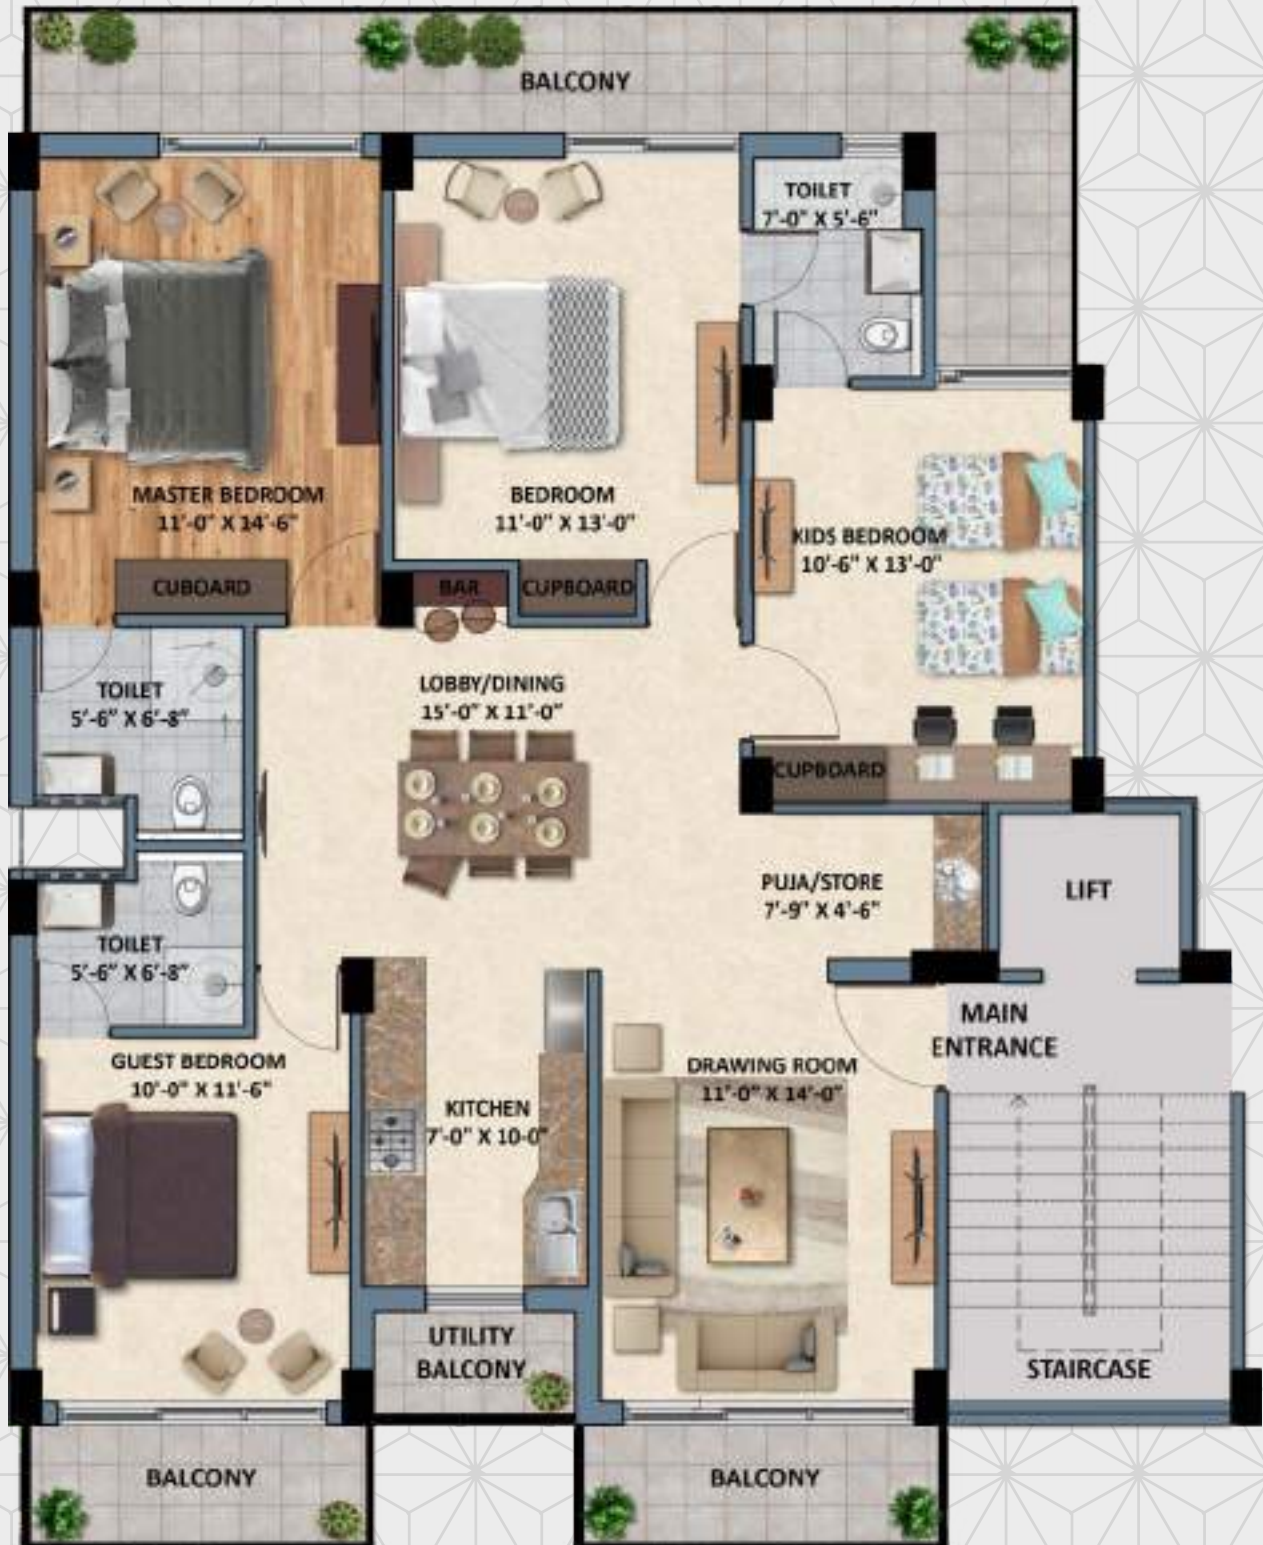 BALCONY
TOILET
7'-0" X 5'-6"
MASTER BEDROOM
11'-0" X 14'-6"
BEDROOM
11'-0" X 13'-0"
KIDS BEDROOM
10'-6" X 13'-0"
CUBOARD
BAR
CUPBOARD
TOILET
5'-6" X 6'-8"
LOBBY/DINING
15'-0" X 11'-0"
CUPBOARD
PUJA/STORE
7'-9" X 4'-6"
LIFT
TOILET
5'-6" X 6'-8"
MAIN
ENTRANCE
GUEST BEDROOM
10'-0" X 11'-6"
KITCHEN
7'-0" X 10-0"
DRAWING ROOM
11'-0" X 14'-0"
UTILITY
BALCONY
STAIRCASE
BALCONY
BALCONY